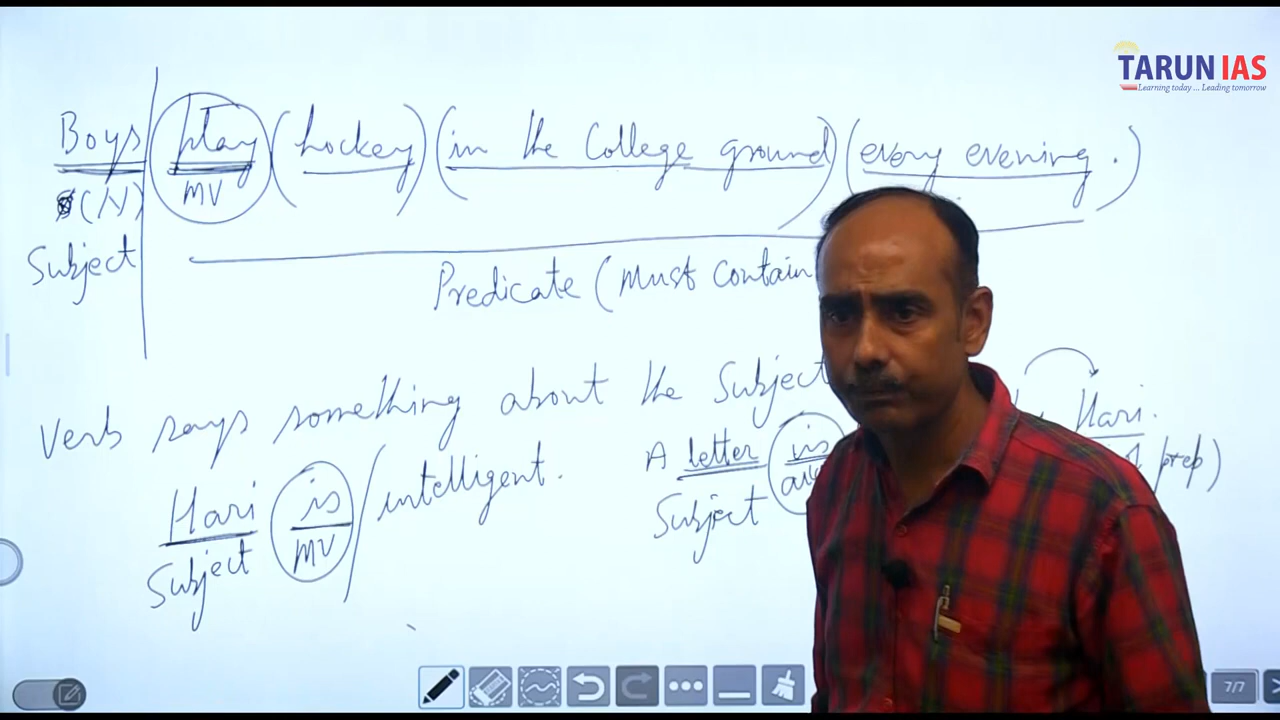 TARUN IAS
Learning today ... Leading tomorrow
Boys play hockey in the College ground every evening.
MV
(N)
Subject
Predicate (Must contain
Verb says something about the Subject
Hari is intelligent.
MV
Subject
A letter is Hari.
Subject prep)
7/7